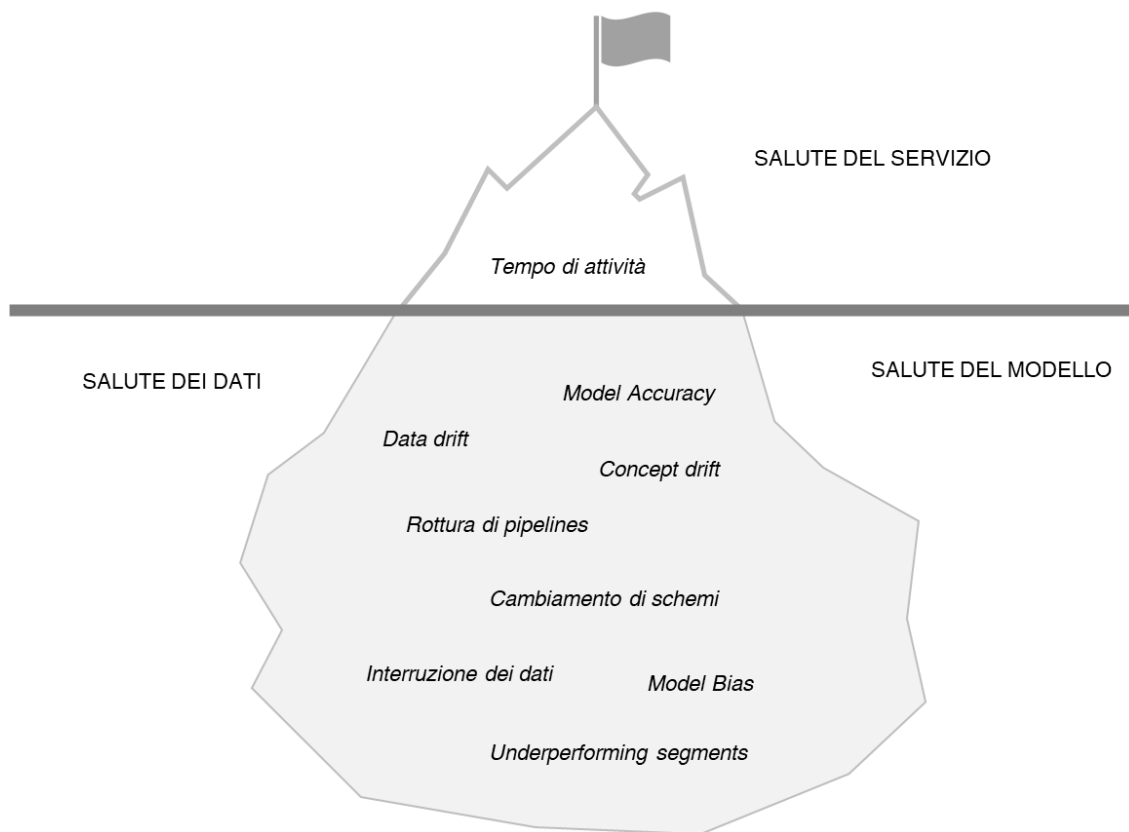 SALUTE DEL SERVIZIO
Tempo di attività
SALUTE DEI DATI
SALUTE DEL MODELLO
Model Accuracy
Data drift
Concept drift
Rottura di pipelines
Cambiamento di schemi
Interruzione dei dati
Model Bias
Underperforming segments